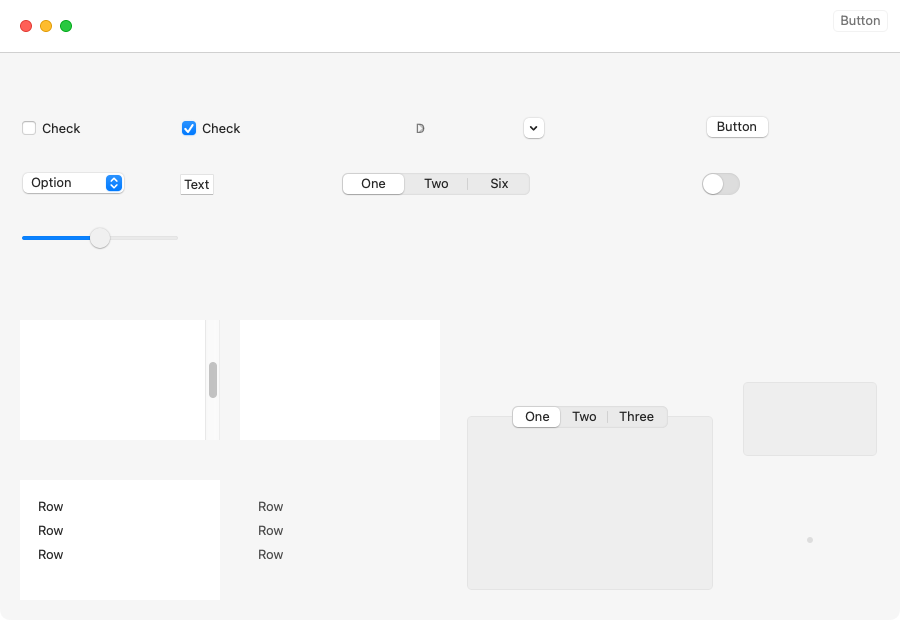 Button
Check
Check
D
Button
Option
Text
One
Two
Six
One
Two
Three
Row
Row
Row
Row
Row
Row